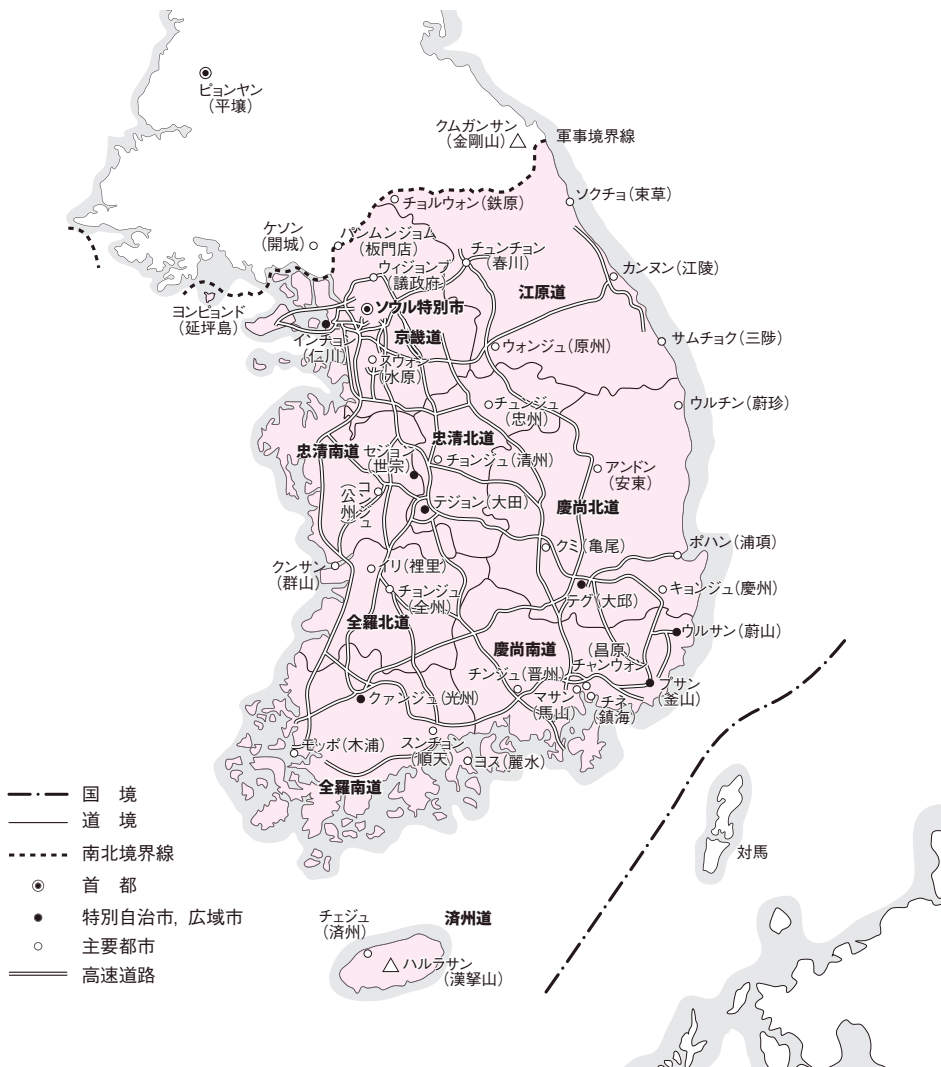 ピョンヤン
(平壌)
クムガンサン
(金剛山)
軍事境界線
ソクチョ(束草)
チョルウォン(鉄原)
ケソン
(開城)
パンムンジョム
(板門店)
チュンチョン
(春川)
ウィジョンブ
(議政府)
カンヌン(江陵)
江原道
ヨンピョンド
(延坪島)
ソウル特別市
インチョン
(仁川)
京畿道
サムチョク(三陟)
ウォンジュ(原州)
スウォン
(水原)
チュンジュ
(忠州)
ウルチン(蔚珍)
忠清南道
セジョン
(世宗)
忠清北道
チョンジュ(清州)
アンドン
(安東)
コンジュ
(公州)
テジョン(大田)
慶尚北道
クミ(亀尾)
ポハン(浦項)
クンサン
(群山)
イリ(裡里)
チョンジュ
(全州)
テグ(大邱)
キョンジュ(慶州)
全羅北道
ウルサン(蔚山)
慶尚南道
(昌原)
チャンウォン
チンジュ(晋州)
マサン
(馬山)
チネ
(鎮海)
プサン
(釜山)
クァンジュ(光州)
モッポ(木浦)
スンチョン
(順天)
ヨス(麗水)
全羅南道
対馬
チェジュ
(済州)
済州道
ハルラサン
(漢拏山)
国 境
道 境
南北境界線
首 都
特別自治市, 広域市
主要都市
高速道路